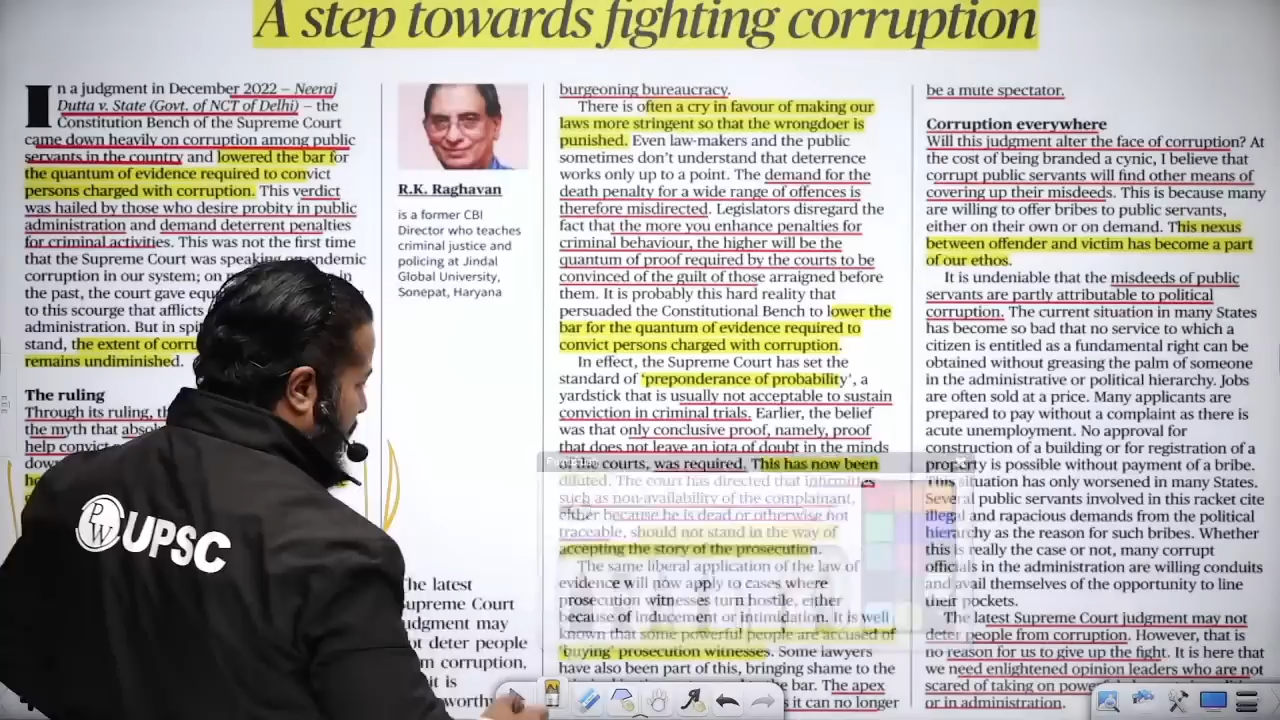 A step towards fighting corruption
In a judgment in December 2022 – Neeraj
Dutta v. State (Govt. of NCT of Delhi) – the
Constitution Bench of the Supreme Court
came down heavily on corruption among public
servants in the country and lowered the bar for
the quantum of evidence required to convict
persons charged with corruption. This verdict
was hailed by those who desire probity in public
administration and demand deterrent penalties
for criminal activities. This was not the first time
that the Supreme Court was speaking endemic
corruption in our system; on in
the past, the court gave
to this scourge that afflicts
administration. But in
stand, the extent of
remains undiminished.
The ruling
Through its ruling,
the myth that
help convict
R.K. Raghavan
is a former CBI
Director who teaches
criminal justice and
policing at Jindal
Global University,
Sonepat, Haryana
The latest
Supreme Court
judgment may
deter people
corruption,
it is
PW UPSC
burgeoning bureaucracy.
There is often a cry in favour of making our
laws more stringent so that the wrongdoer is
punished. Even law-makers and the public
sometimes don't understand that deterrence
works only up to a point. The demand for the
death penalty for a wide range of offences is
therefore misdirected. Legislators disregard the
fact that the more you enhance penalties for
criminal behaviour, the higher will be the
quantum of proof required by the courts to be
convinced of the guilt of those arraigned before
them. It is probably this hard reality that
persuaded the Constitutional Bench to lower the
bar for the quantum of evidence required to
convict persons charged with corruption.
In effect, the Supreme Court has set the
standard of 'preponderance of probability', a
yardstick that is usually not acceptable to sustain
conviction in criminal trials. Earlier, the belief
was that only conclusive proof, namely, proof
that does not leave an iota of doubt in the minds
of the courts, was required. This has now been
diluted. The court has directed that infirmities
such as non-availability of the complainant,
either because he is dead or otherwise not
traceable, should not stand in the way of
accepting the story of the prosecution.
The same liberal application of the law of
evidence will now apply to cases where
prosecution witnesses turn hostile, either
because of inducement or intimidation. It is well
known that some powerful people are accused of
'buying' prosecution witnesses. Some lawyers
have also been part of this, bringing shame to the
bar. The apex
it can no longer
be a mute spectator.
Corruption everywhere
Will this judgment alter the face of corruption? At
the cost of being branded a cynic, I believe that
corrupt public servants will find other means of
covering up their misdeeds. This is because many
are willing to offer bribes to public servants,
either on their own or on demand. This nexus
between offender and victim has become a part
of our ethos.
It is undeniable that the misdeeds of public
servants are partly attributable to political
corruption. The current situation in many States
has become so bad that no service to which a
citizen is entitled as a fundamental right can be
obtained without greasing the palm of someone
in the administrative or political hierarchy. Jobs
are often sold at a price. Many applicants are
prepared to pay without a complaint as there is
acute unemployment. No approval for
construction of a building or for registration of a
property is possible without payment of a bribe.
This situation has only worsened in many States.
Several public servants involved in this racket cite
illegal and rapacious demands from the political
hierarchy as the reason for such bribes. Whether
this is really the case or not, many corrupt
officials in the administration are willing conduits
and avail themselves of the opportunity to line
their pockets.
The latest Supreme Court judgment may not
deter people from corruption. However, that is
no reason for us to give up the fight. It is here that
we need enlightened opinion leaders who are not
scared of taking on
or in administration.